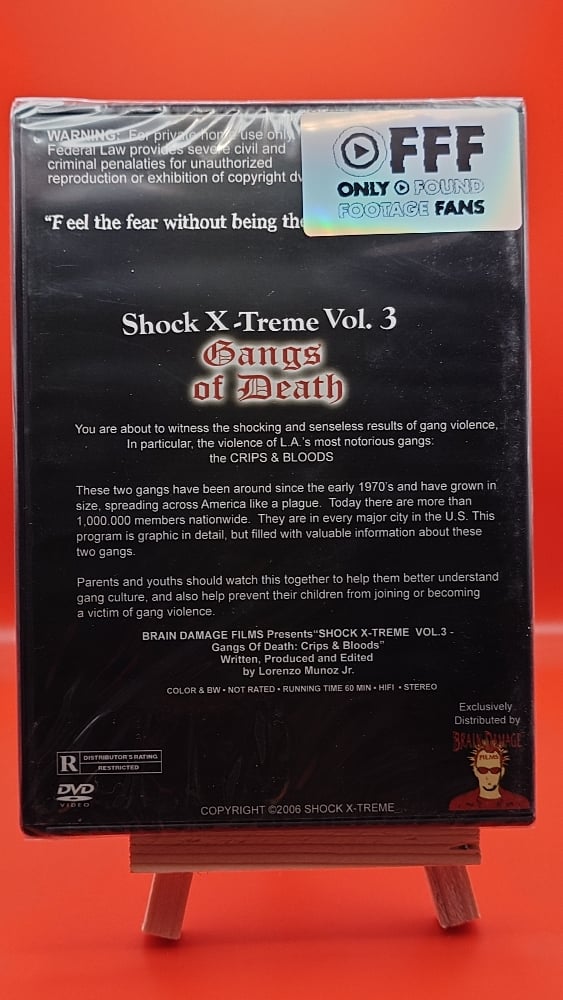 WARNING: For private home use only
Federal Law provides severe civil and
criminal penalaties for unauthorized
reproduction or exhibition of copyright dv
OFFF
ONLY FOUND
FOOTAGE FANS
"Feel the fear without being the
Shock X-Treme Vol. 3
Gangs
of Death
You are about to witness the shocking and senseless results of gang violence,
In particular, the violence of L.A.'s most notorious gangs:
the CRIPS & BLOODS
These two gangs have been around since the early 1970's and have grown in
size, spreading across America like a plague. Today there are more than
1,000.000 members nationwide. They are in every major city in the U.S. This
program is graphic in detail, but filled with valuable information about these
two gangs.
Parents and youths should watch this together to help them better understand
gang culture, and also help prevent their children from joining or becoming
a victim of gang violence.
BRAIN DAMAGE FILMS Presents"SHOCK X-TREME VOL.3 -
Gangs Of Death: Crips & Bloods"
Written, Produced and Edited
by Lorenzo Munoz Jr.
COLOR & BW • NOT RATED • RUNNING TIME 60 MIN • HIFI • STEREO
Exclusively
Distributed by
BRAIN DAMAGE
FILMS
R DISTRIBUTOR'S RATING
RESTRICTED
DVD
VIDEO
COPYRIGHT ©2006 SHOCK X-TREME